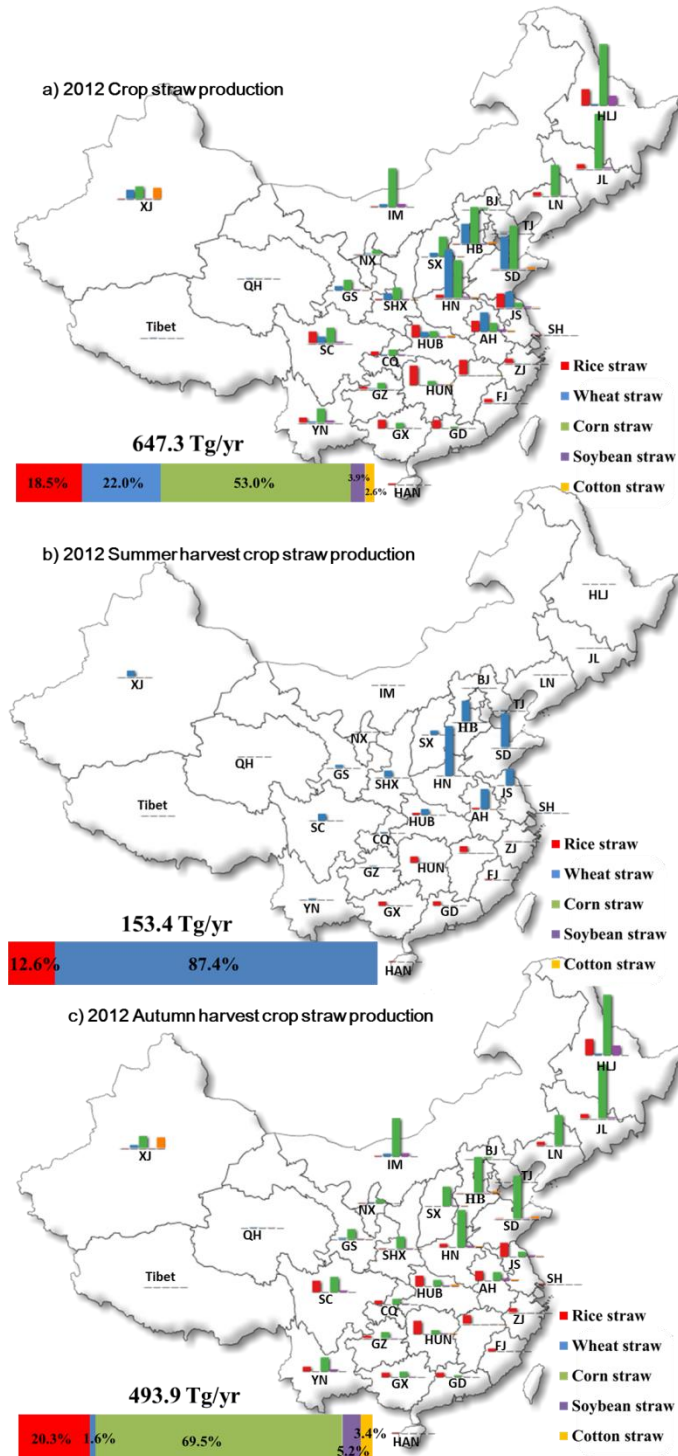 a) 2012 Crop straw production
HLJ
JL
LN
XJ
IM
BJ
TJ
HB
NX
SX
SD
QH
GS
SHX
HN
JS
Tibet
SC
HUB
AH
SH
CQ
ZJ
GZ
HUN
FJ
YN
GX
GD
HAN
Rice straw
Wheat straw
Corn straw
Soybean straw
Cotton straw
647.3 Tg/yr
18.5% 22.0% 53.0% 3.9% 2.6%
b) 2012 Summer harvest crop straw production
HLJ
JL
LN
XJ
IM
BJ
TJ
HB
NX
SX
SD
QH
GS
SHX
HN
JS
Tibet
SC
HUB
AH
SH
CQ
ZJ
GZ
HUN
FJ
YN
GX
GD
HAN
Rice straw
Wheat straw
Corn straw
Soybean straw
Cotton straw
153.4 Tg/yr
12.6% 87.4%
c) 2012 Autumn harvest crop straw production
HLJ
JL
LN
XJ
IM
BJ
TJ
HB
NX
SX
SD
QH
GS
SHX
HN
JS
Tibet
SC
HUB
AH
SH
CQ
ZJ
GZ
HUN
FJ
YN
GX
GD
HAN
Rice straw
Wheat straw
Corn straw
Soybean straw
Cotton straw
493.9 Tg/yr
20.3% 1.6% 69.5% 5.2% 3.4%